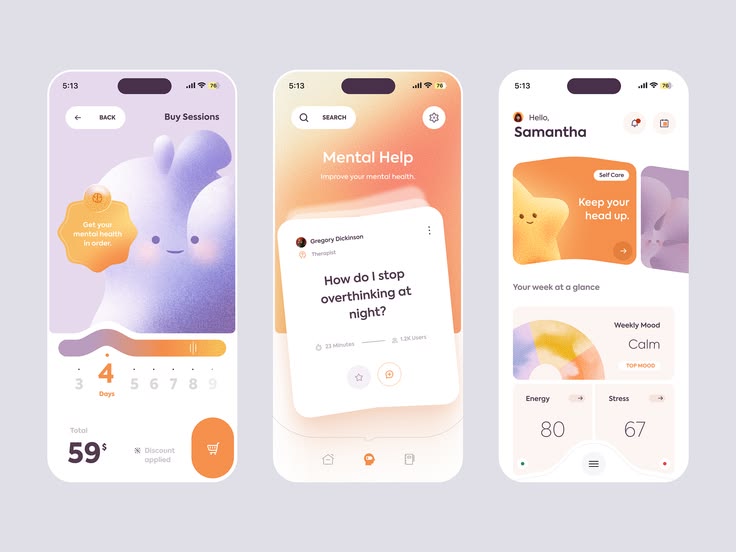 5:13
76
BACK
Buy Sessions
Get your
mental health
in order.
3
4
5
6
7
8
9
Days
Total
59$
Discount
applied
5:13
76
SEARCH
Mental Help
Improve your mental health.
Gregory Dickinson
Therapist
How do I stop
overthinking at
night?
23 Minutes
1.2K Users
5:13
76
Hello,
Samantha
Self Care
Keep your
head up.
Your week at a glance
Weekly Mood
Calm
TOP MOOD
Energy
80
Stress
67